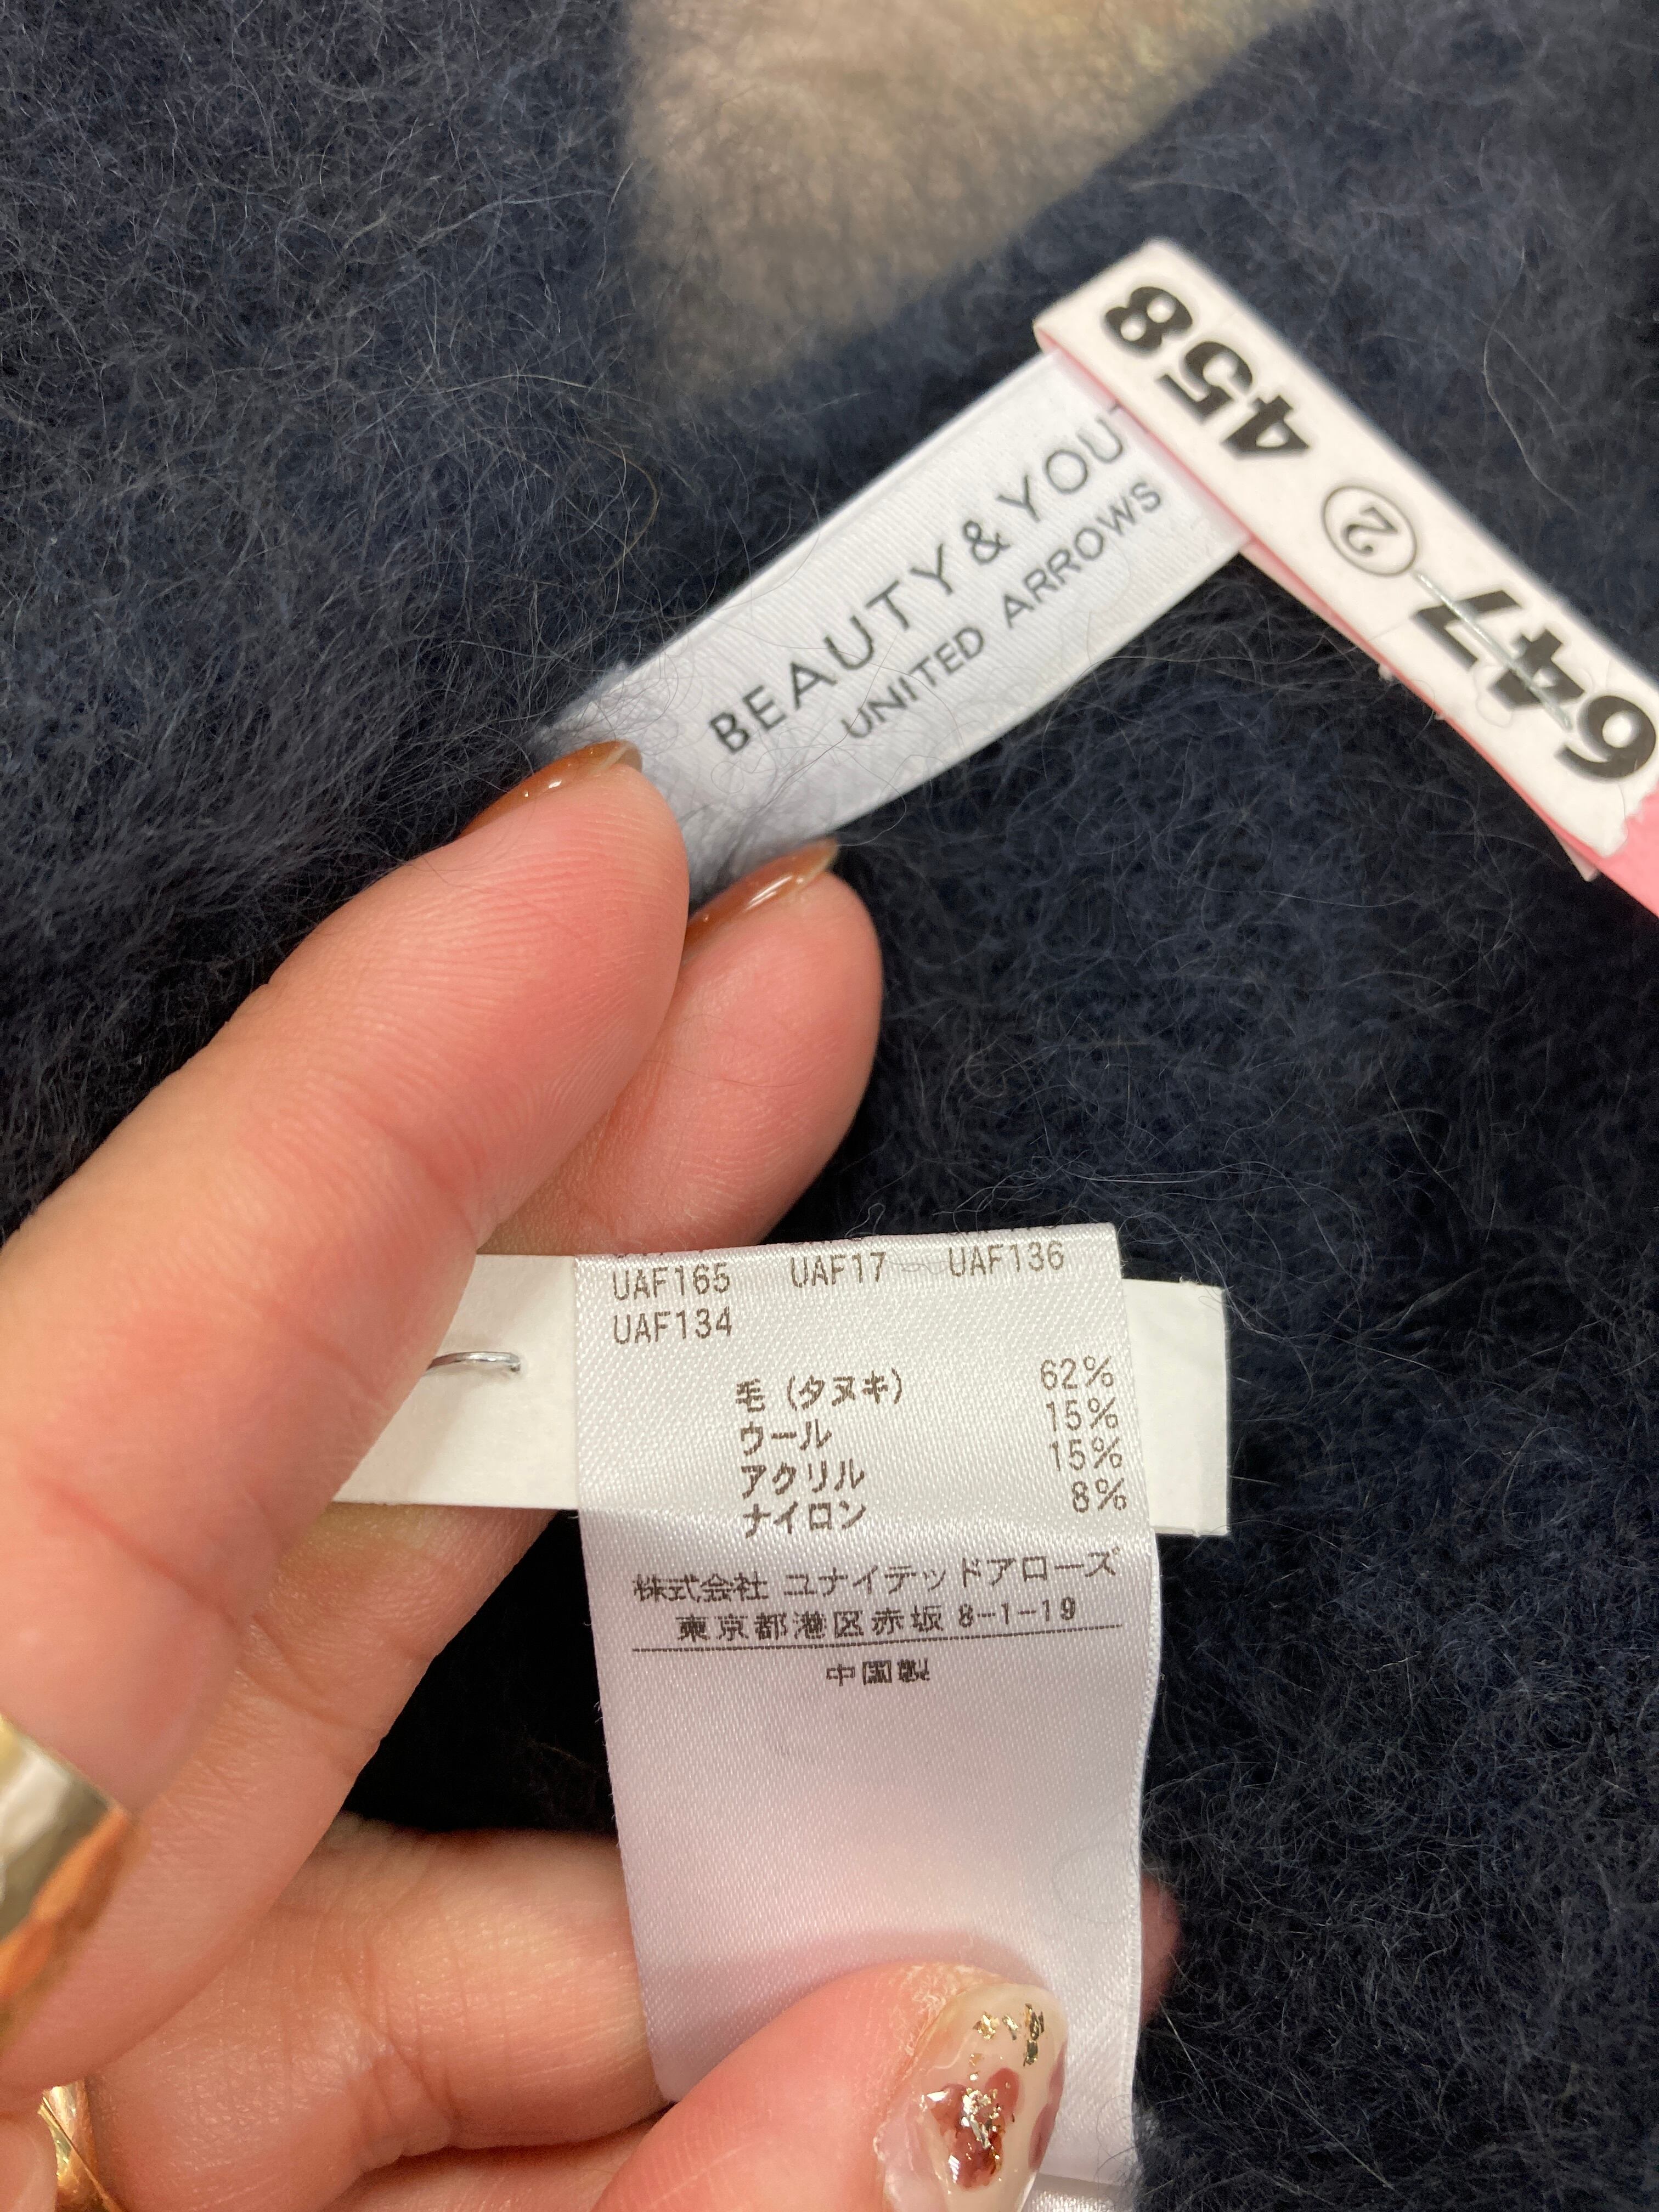 458 ② 647
BEAUTY&YOUT
UNITED ARROWS
UAF165 UAF17 UAF136
UAF134
毛（タヌキ） 62%
ウール 15%
アクリル 15%
ナイロン 8%
株式会社 ユナイテッドアローズ
東京都港区赤坂 8-1-19
中国製